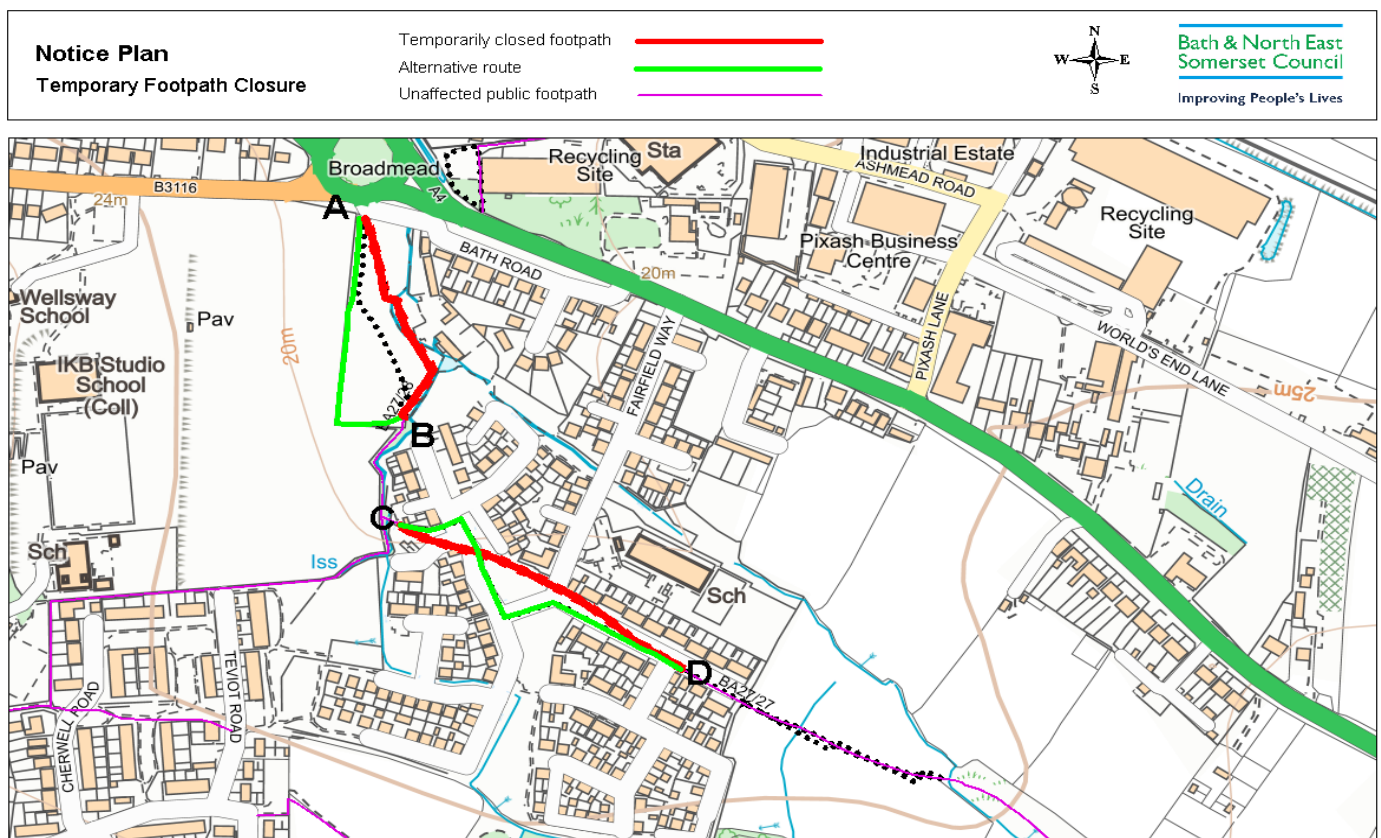 Notice Plan
Temporary Footpath Closure
Temporarily closed footpath
Alternative route
Unaffected public footpath
N
W
E
S
Bath & North East
Somerset Council
Improving People's Lives
Broadmead
B3116
24m
A
A4
Recycling
Site
Sta
Industrial Estate
ASHMEAD ROAD
Recycling
Site
Pixash Business
Centre
BATH ROAD
20m
Wellsway
School
Pav
20m
IKB Studio
School
(Coll)
FAIRFIELD WAY
PIXASH LANE
WORLD'S END LANE
25m
B
Pav
Drain
C
Sch
Iss
Sch
D
BA27/27
TEVIOT ROAD
CHERWELL ROAD